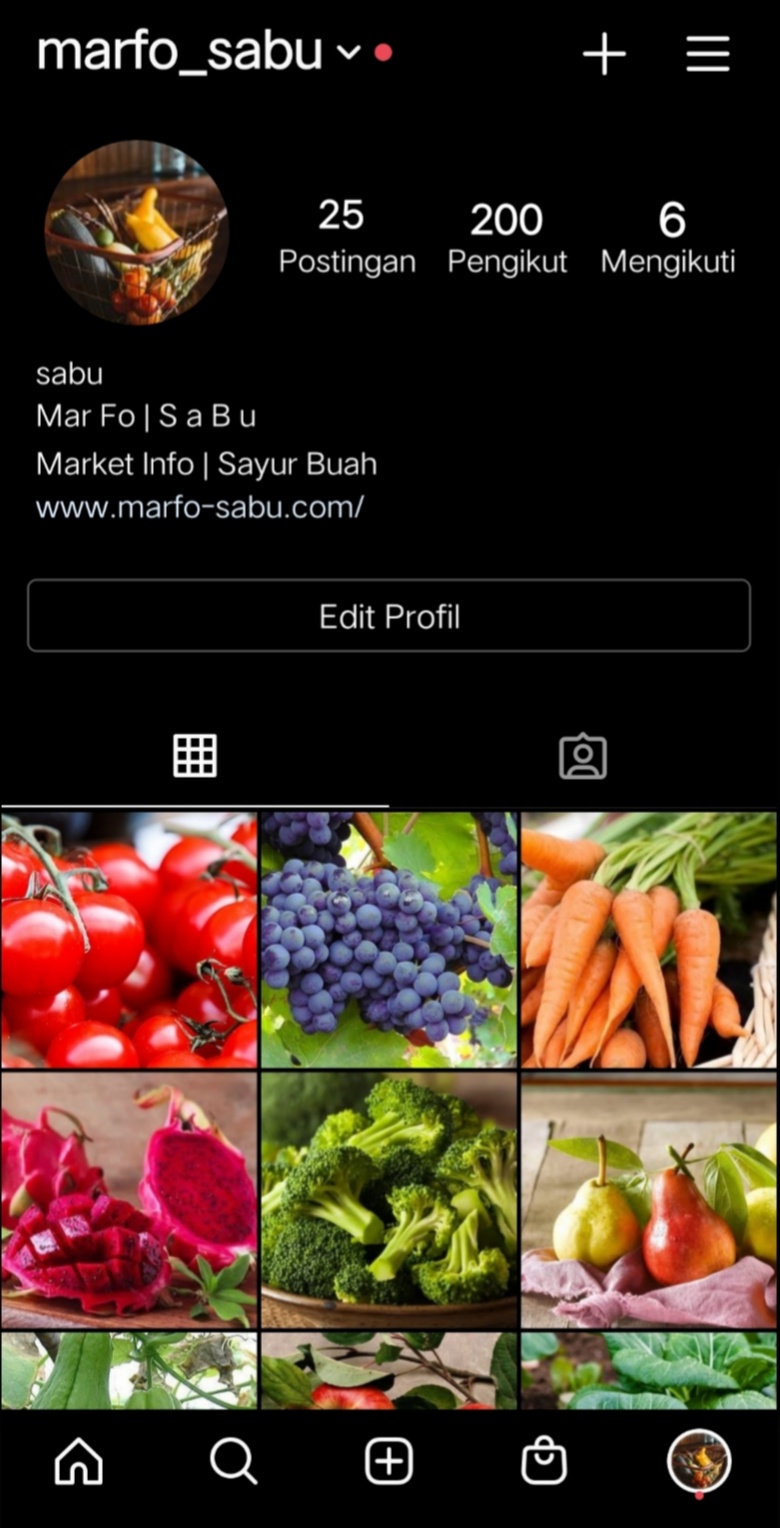 marfo_sabu
25 200 6
Postingan Pengikut Mengikuti
sabu
Mar Fo | S a B u
Market Info | Sayur Buah
www.marfo-sabu.com/
Edit Profil